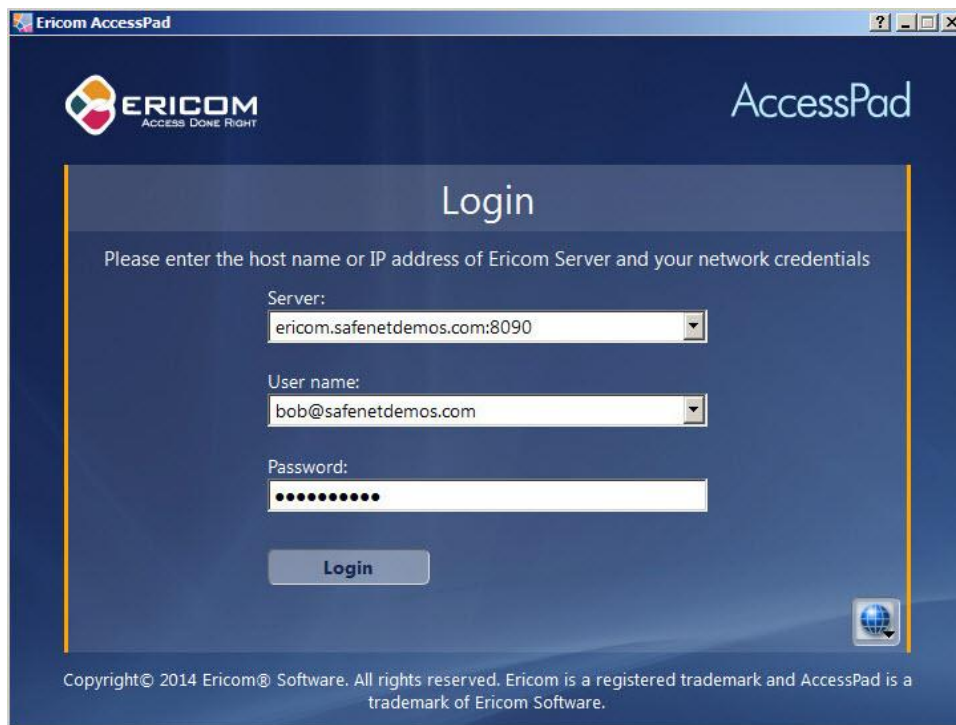 Ericom AccessPad
ERICOM
ACCESS DONE RIGHT
AccessPad
Login
Please enter the host name or IP address of Ericom Server and your network credentials
Server:
ericom.safenetdemos.com:8090
User name:
bob@safenetdemos.com
Password:
••••••••••
Login
Copyright© 2014 Ericom® Software. All rights reserved. Ericom is a registered trademark and AccessPad is a
trademark of Ericom Software.